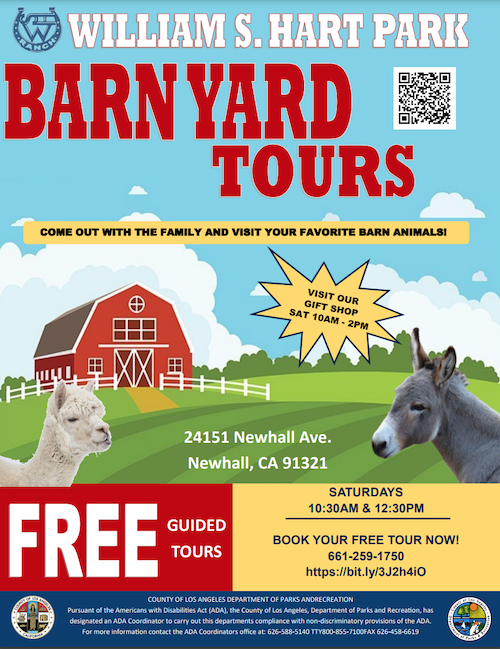 WILLIAM S. HART PARK
RANCH
BARNYARD
TOURS
COME OUT WITH THE FAMILY AND VISIT YOUR FAVORITE BARN ANIMALS!
VISIT OUR
GIFT SHOP
SAT 10AM - 2PM
24151 Newhall Ave.
Newhall, CA 91321
FREE
GUIDED
TOURS
SATURDAYS
10:30AM & 12:30PM
BOOK YOUR FREE TOUR NOW!
661-259-1750
https://bit.ly/3J2h4iO
COUNTY OF LOS ANGELES DEPARTMENT OF PARKS ANDRECREATION
Pursuant of the Americans with Disabilities Act (ADA), the County of Los Angeles, Department of Parks and Recreation, has
designated an ADA Coordinator to carry out this departments compliance with non-discriminatory provisions of the ADA.
For more information contact the ADA Coordinators office at: 626-588-5140 TTY800-855-7100FAX 626-458-6619